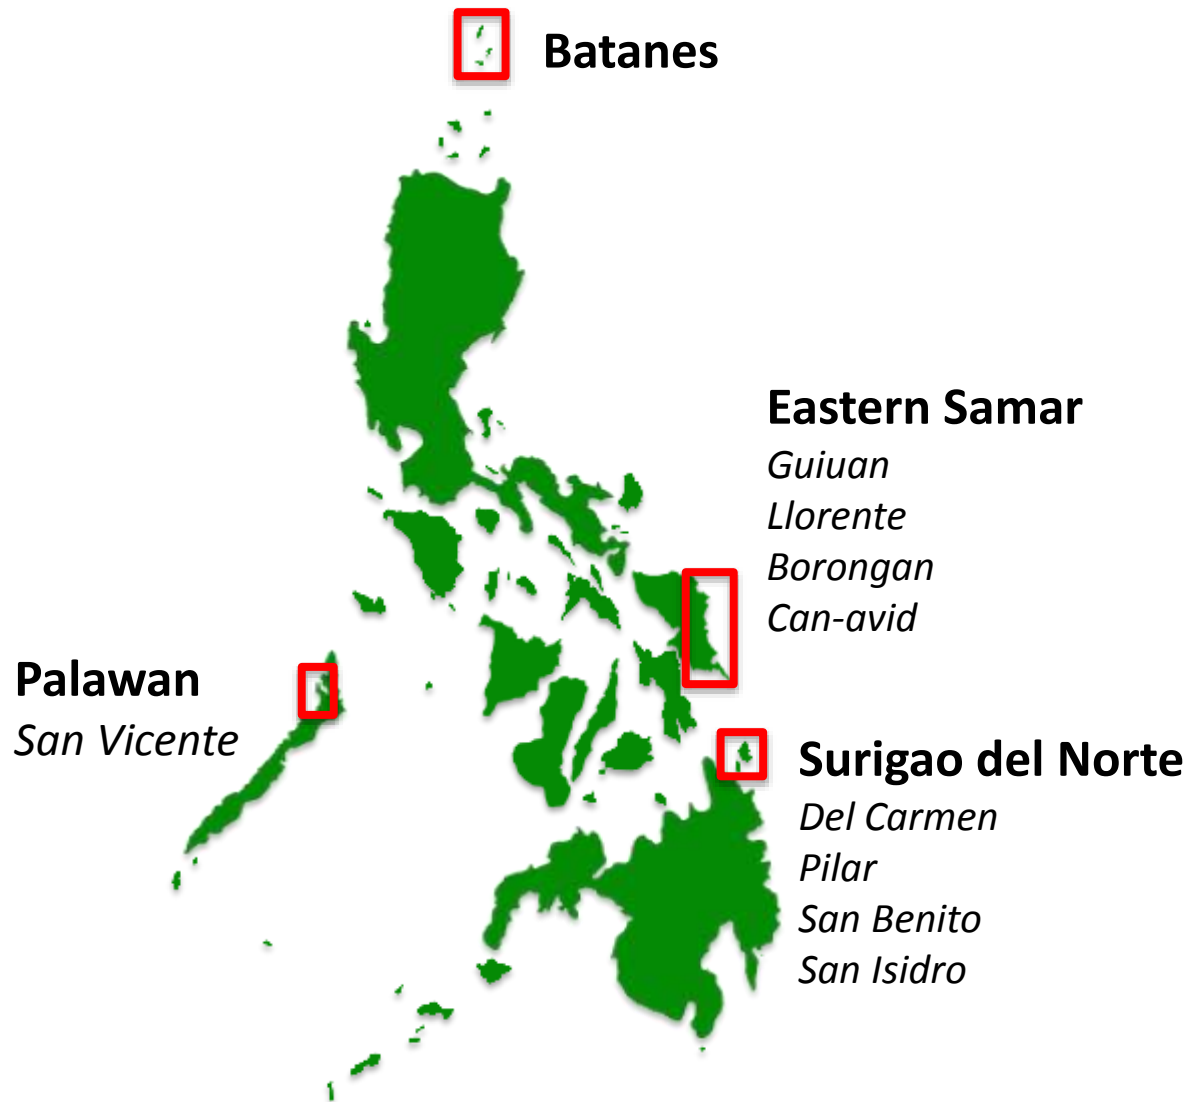 Batanes
Eastern Samar
Guiuan
Llorente
Borongan
Can-avid
Palawan
San Vicente
Surigao del Norte
Del Carmen
Pilar
San Benito
San Isidro